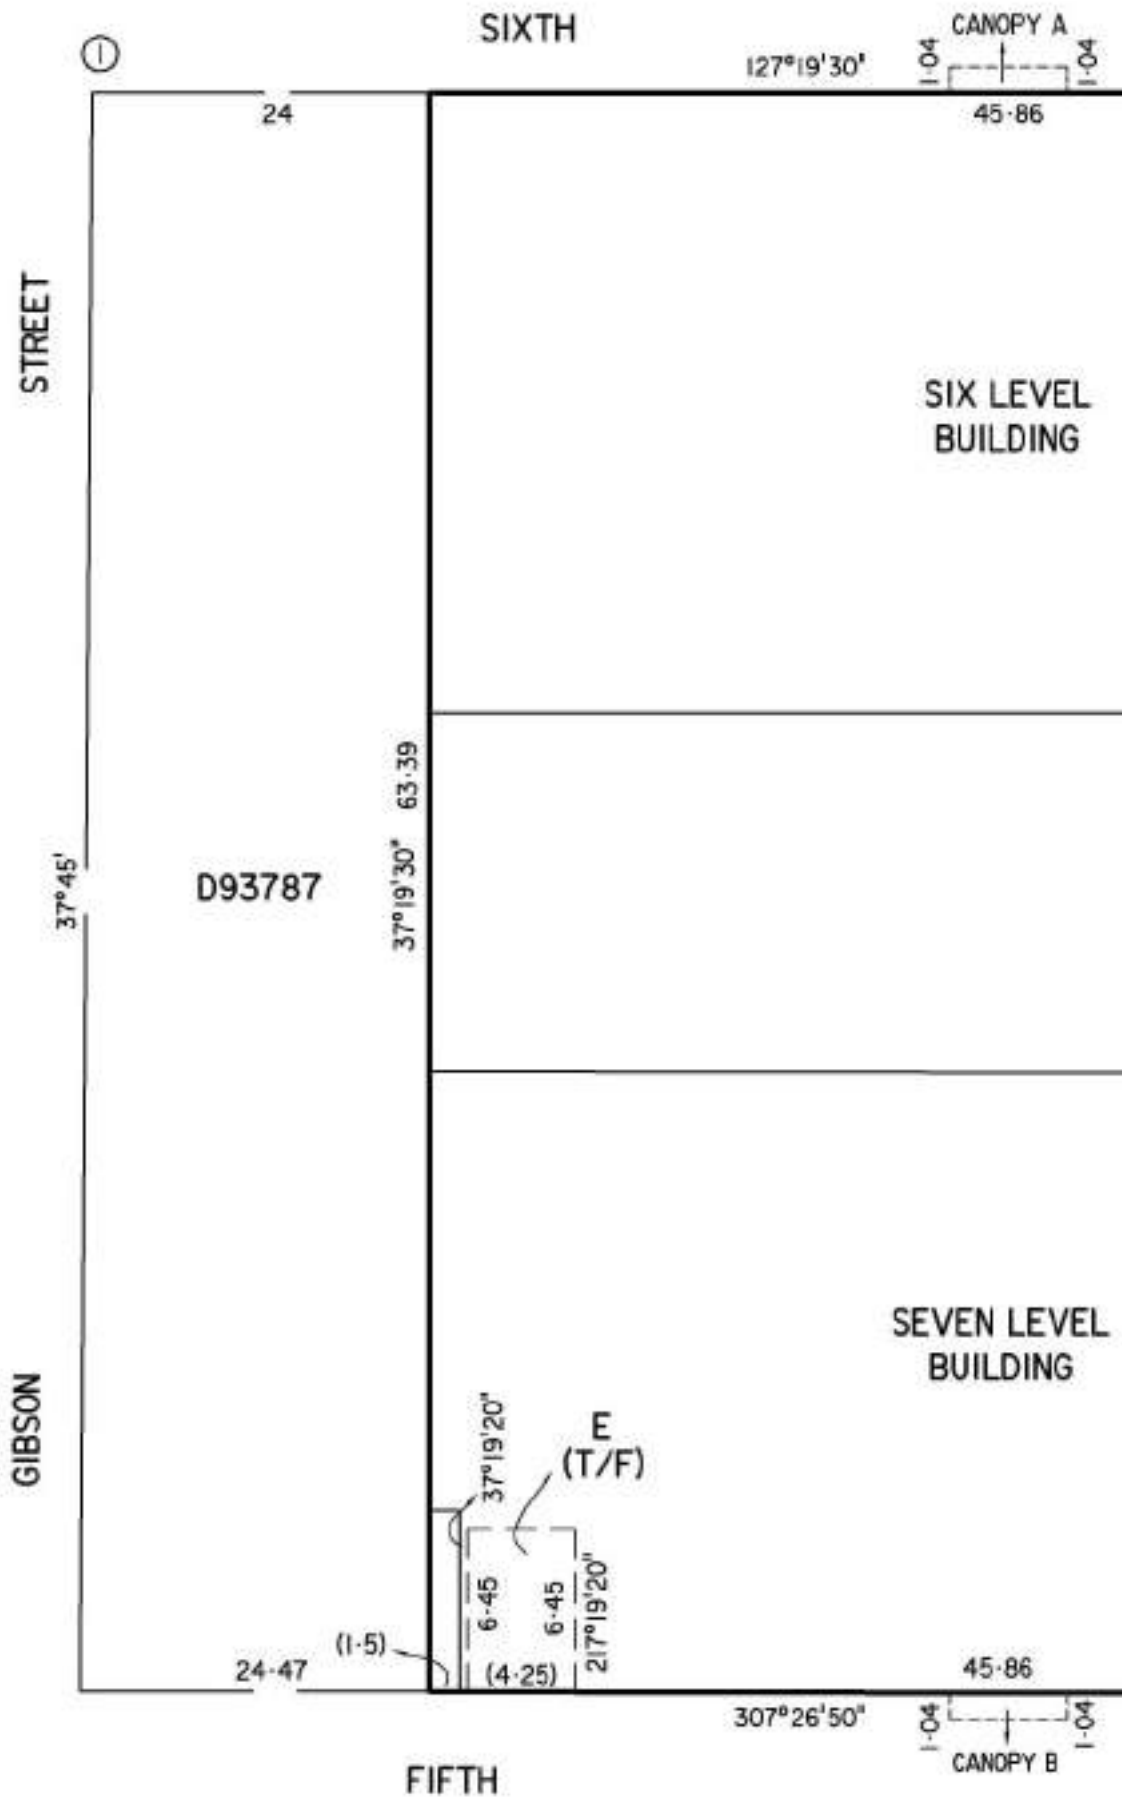 1
SIXTH
CANOPY A
127°19'30"
1·04
1·04
24
45·86
STREET
SIX LEVEL
BUILDING
63·39
37°19'30"
37°45'
D93787
SEVEN LEVEL
BUILDING
GIBSON
37°19'20"
E
(T/F)
6·45
6·45
217°19'20"
(1·5)
(4·25)
24·47
45·86
307°26'50"
1·04
1·04
CANOPY B
FIFTH